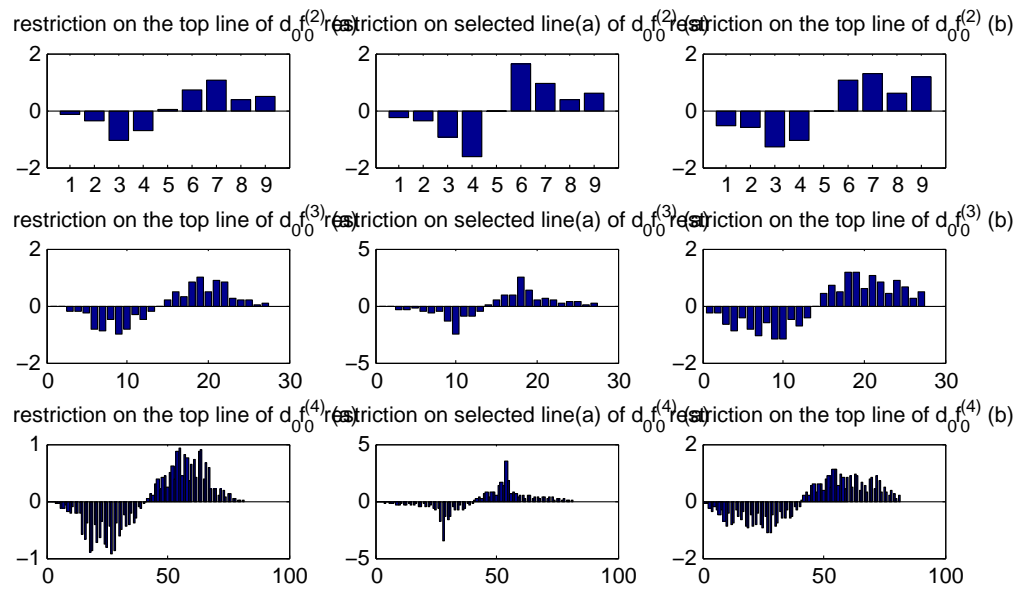 restriction on the top line of d₀f₀⁽²⁾ (a)
restriction on selected line(a) of d₀f₀⁽²⁾ (a)
restriction on the top line of d₀f₀⁽²⁾ (b)
2
0
−2
1 2 3 4 5 6 7 8 9
2
0
−2
1 2 3 4 5 6 7 8 9
2
0
−2
1 2 3 4 5 6 7 8 9
restriction on the top line of d₀f₀⁽³⁾ (a)
restriction on selected line(a) of d₀f₀⁽³⁾ (a)
restriction on the top line of d₀f₀⁽³⁾ (b)
2
0
−2
0 10 20 30
5
0
−5
0 10 20 30
2
0
−2
0 10 20 30
restriction on the top line of d₀f₀⁽⁴⁾ (a)
restriction on selected line(a) of d₀f₀⁽⁴⁾ (a)
restriction on the top line of d₀f₀⁽⁴⁾ (b)
1
0
−1
0 50 100
5
0
−5
0 50 100
2
0
−2
0 50 100